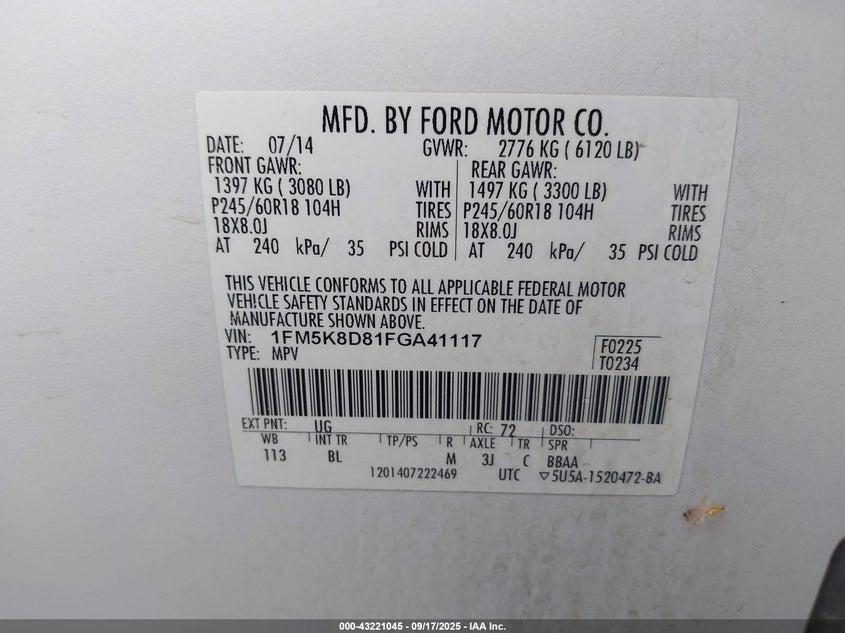 MFD. BY FORD MOTOR CO.
DATE: 07/14 GVWR: 2776 KG ( 6120 LB)
FRONT GAWR: REAR GAWR:
1397 KG ( 3080 LB) WITH 1497 KG ( 3300 LB) WITH
P245/60R18 104H TIRES P245/60R18 104H TIRES
18X8.0J RIMS 18X8.0J RIMS
AT 240 kPa/ 35 PSI COLD AT 240 kPa/ 35 PSI COLD
THIS VEHICLE CONFORMS TO ALL APPLICABLE FEDERAL MOTOR
VEHICLE SAFETY STANDARDS IN EFFECT ON THE DATE OF
MANUFACTURE SHOWN ABOVE.
VIN: 1FM5K8D81FGA41117
TYPE: MPV
F0225
T0234
EXT PNT: UG RC: 72 DSO:
WB INT TR TP/PS R AXLE TR SPR
113 BL M 3J C BBAA
1201407222469 UTC ▽5U5A-1520472-BA
000-43221045 - 09/17/2025 - IAA Inc.